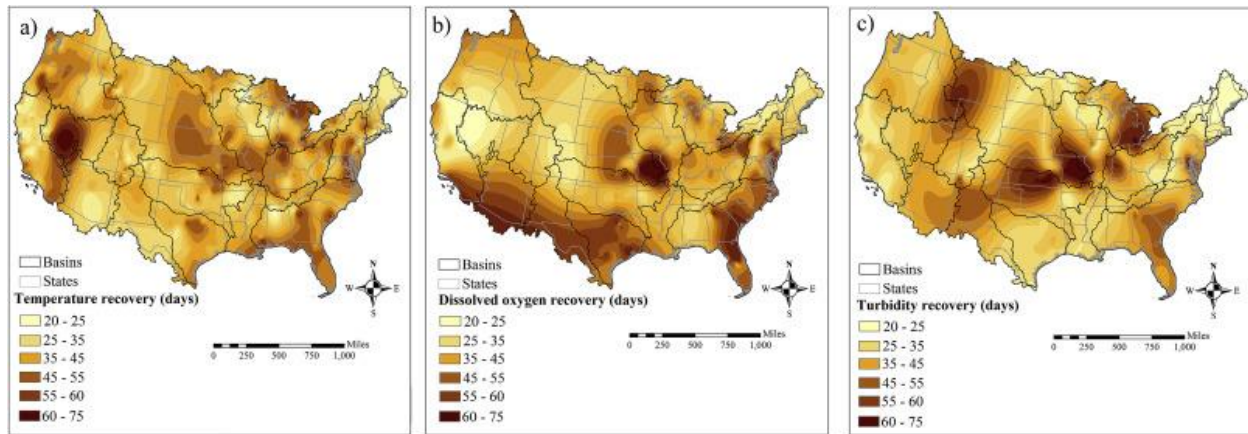 a)
N
W E
S
Basins
States
Temperature recovery (days)
20 - 25
25 - 35
35 - 45
45 - 55
55 - 60
60 - 75
Miles
0 250 500 750 1,000
b)
N
W E
S
Basins
States
Dissolved oxygen recovery (days)
20 - 25
25 - 35
35 - 45
45 - 55
55 - 60
60 - 75
Miles
0 250 500 750 1,000
c)
N
W E
S
Basins
States
Turbidity recovery (days)
20 - 25
25 - 35
35 - 45
45 - 55
55 - 60
60 - 75
Miles
0 250 500 750 1,000